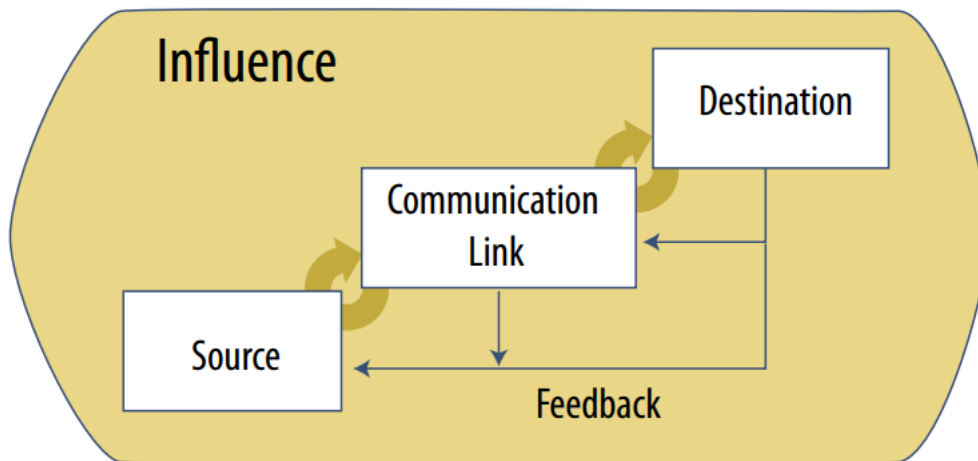 Influence
Destination
Communication
Link
Source
Feedback